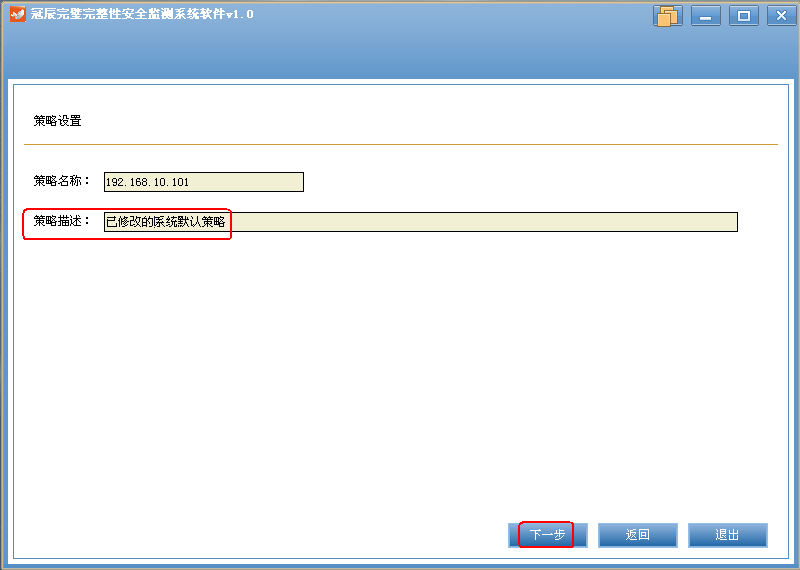 冠辰完璧完整性安全监测系统软件v1.0
策略设置
策略名称： 192.168.10.101
策略描述： 已修改的系统默认策略
下一步 返回 退出